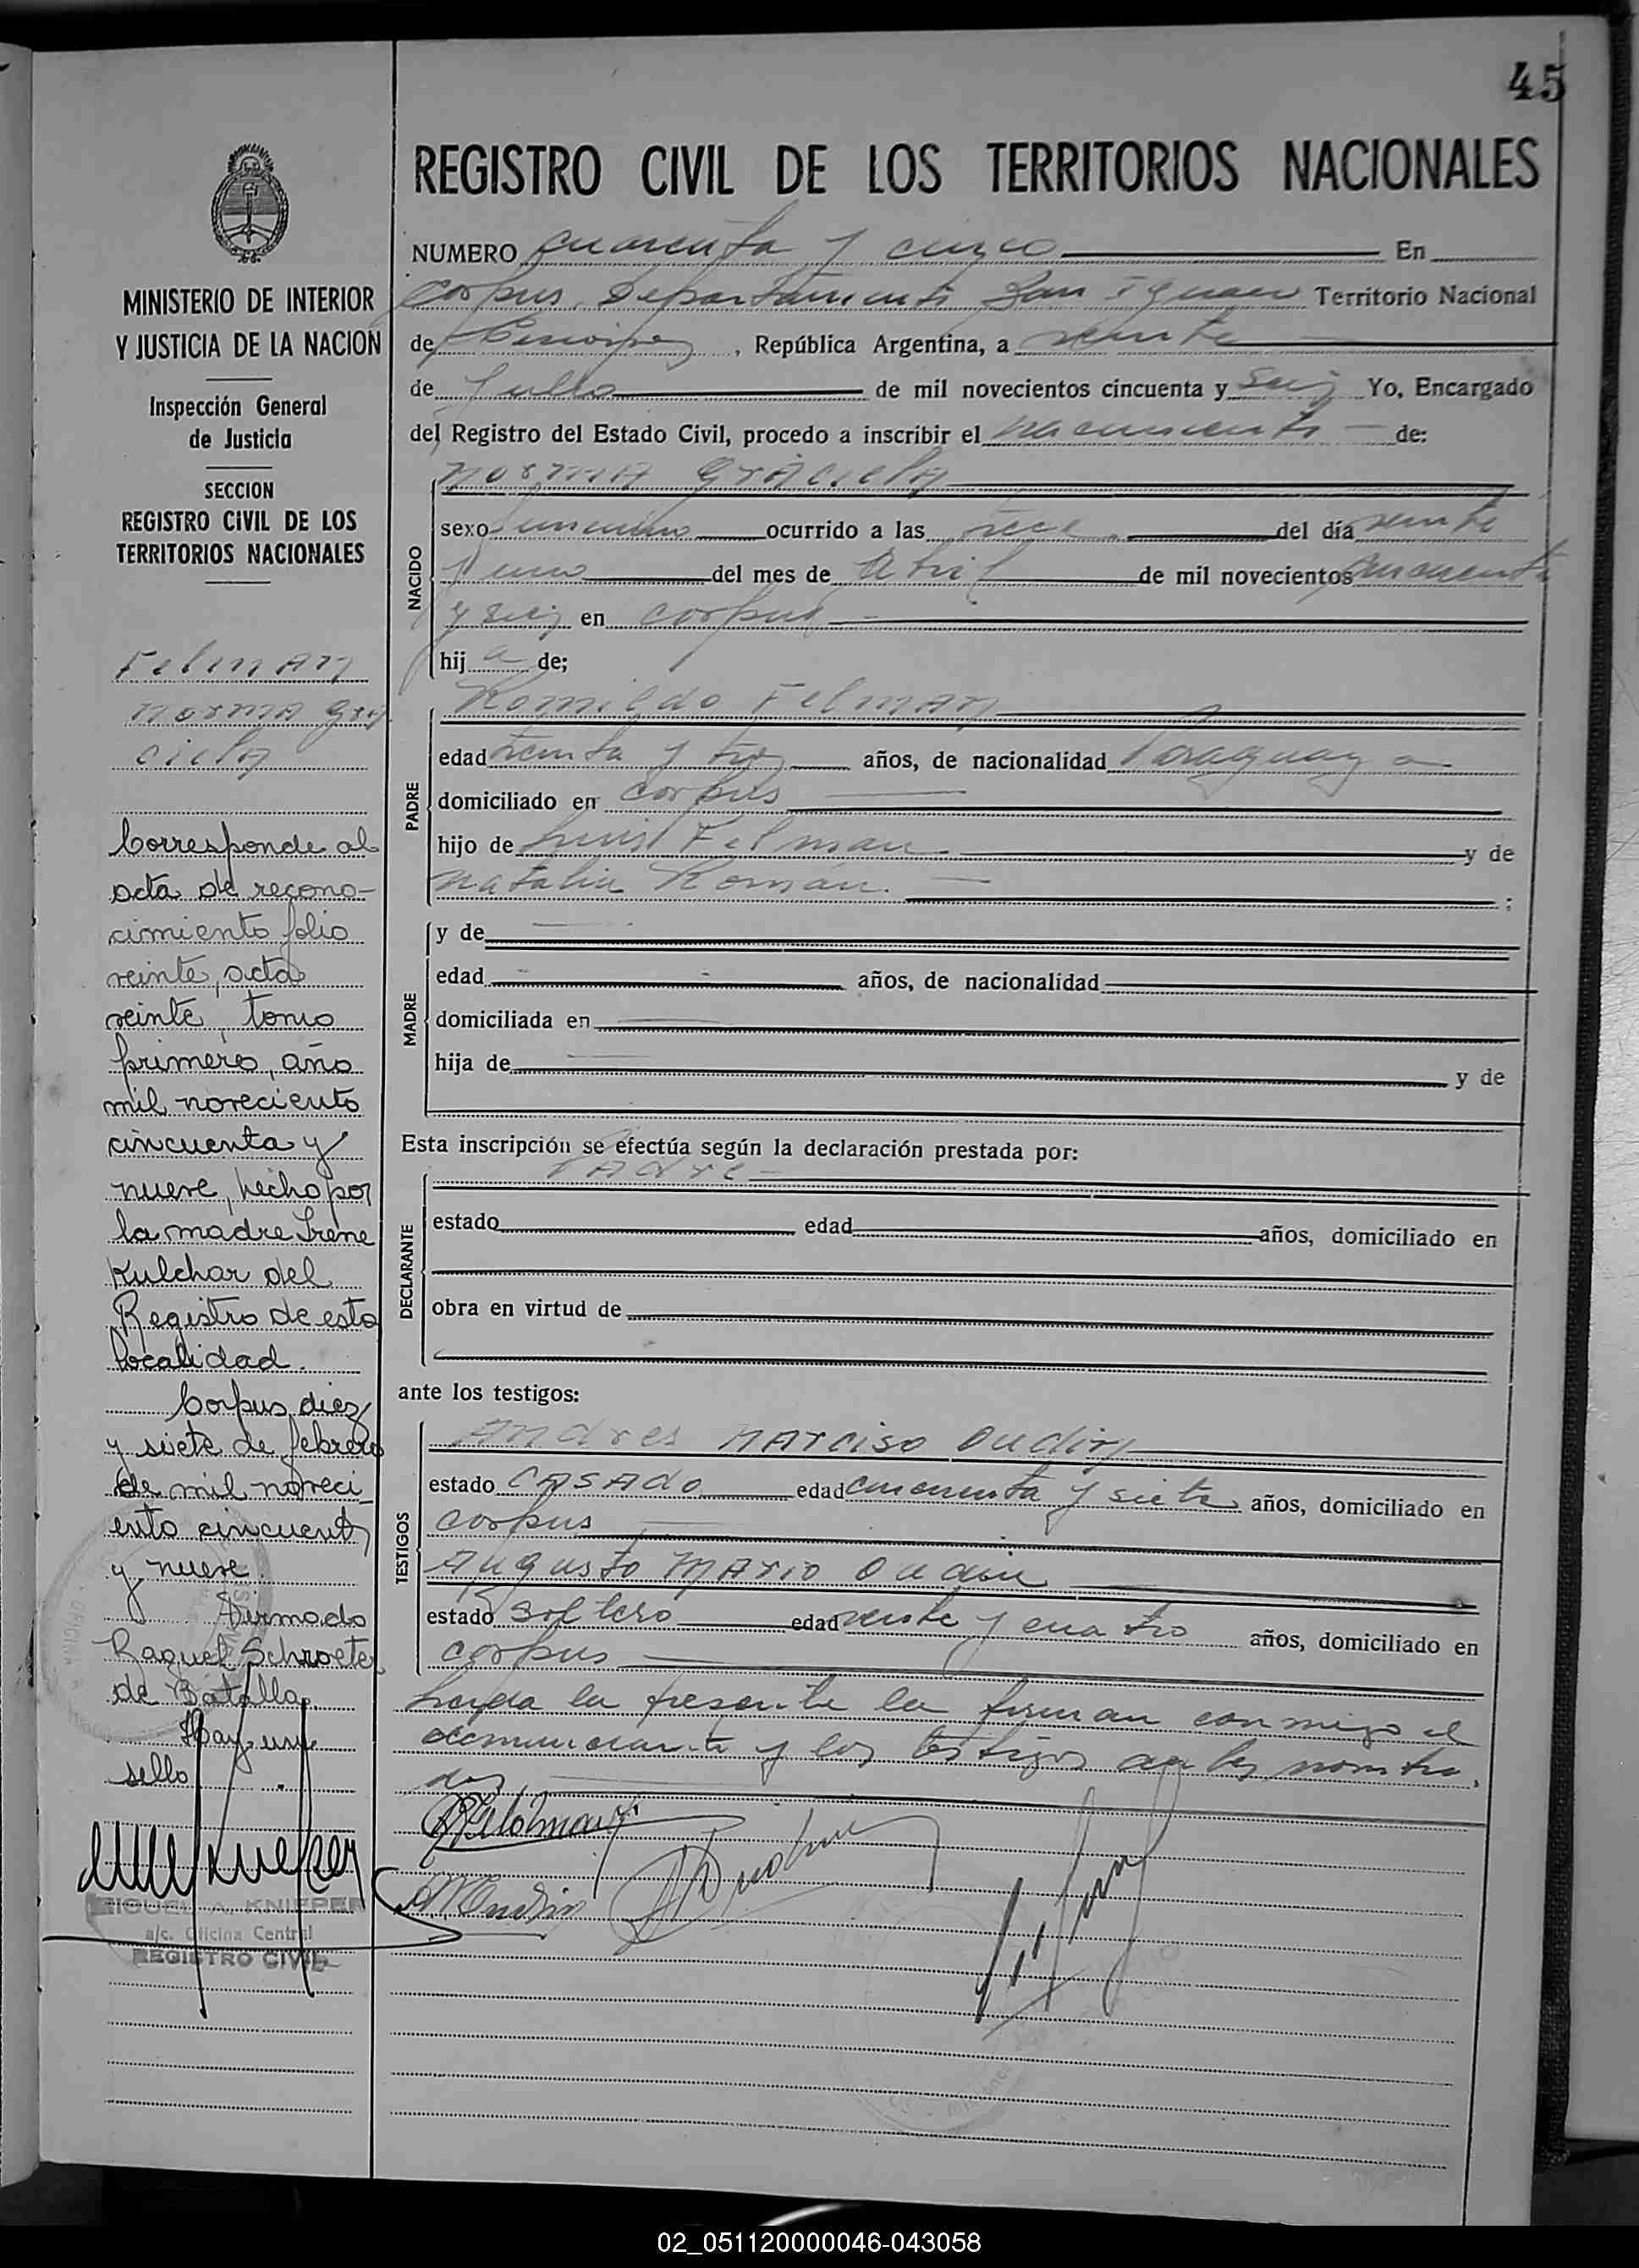 45
MINISTERIO DE INTERIOR
Y JUSTICIA DE LA NACION
Inspección General
de Justicia
SECCION
REGISTRO CIVIL DE LOS
TERRITORIOS NACIONALES
Felman
Norma Gra
ciela
Corresponde al
acta de recono-
cimiento folio
veinte, acta
veinte, tomo
primero, año
mil noveciento
cincuenta y
nueve, hecho por
la madre Irene
Kulchar del
Registro de esta
localidad.
Corpus, diez
y siete de febrero
de mil noveci-
ento cincuenta
y nueve.
Firmado
Raquel Schroeter
de Batalla.
Hay un
sello.
MIGUEL A. KNIEPER
a/c. Oficina Central
REGISTRO CIVIL
REGISTRO CIVIL DE LOS TERRITORIOS NACIONALES
NUMERO cuarenta y cinco En
Corpus, Departamento San Ignacio Territorio Nacional
de Misiones, República Argentina, a veinte
de Julio de mil novecientos cincuenta y seis Yo, Encargado
del Registro del Estado Civil, procedo a inscribir el nacimiento de:
NACIDO
Norma Graciela
sexo femenino ocurrido a las trece del día veinte
y uno del mes de Abril de mil novecientos cincuenta
y seis en Corpus
hija de;
PADRE
Romildo Felman
edad treinta y tres años, de nacionalidad Paraguaya
domiciliado en Corpus
hijo de Luis Felman y de
Natalia Román. ;
MADRE
y de
edad años, de nacionalidad
domiciliada en
hija de y de
Esta inscripción se efectúa según la declaración prestada por:
DECLARANTE
Padre
estado edad años, domiciliado en
obra en virtud de
ante los testigos:
TESTIGOS
Andres Narciso Oudin
estado casado edad cincuenta y siete años, domiciliado en
Corpus
Augusto Mario Oudin
estado Soltero edad veinte y cuatro años, domiciliado en
Corpus
Leyda la presente la firman conmigo el
denunciante y los testigos antes nombra-
dos,
02_051120000046-043058